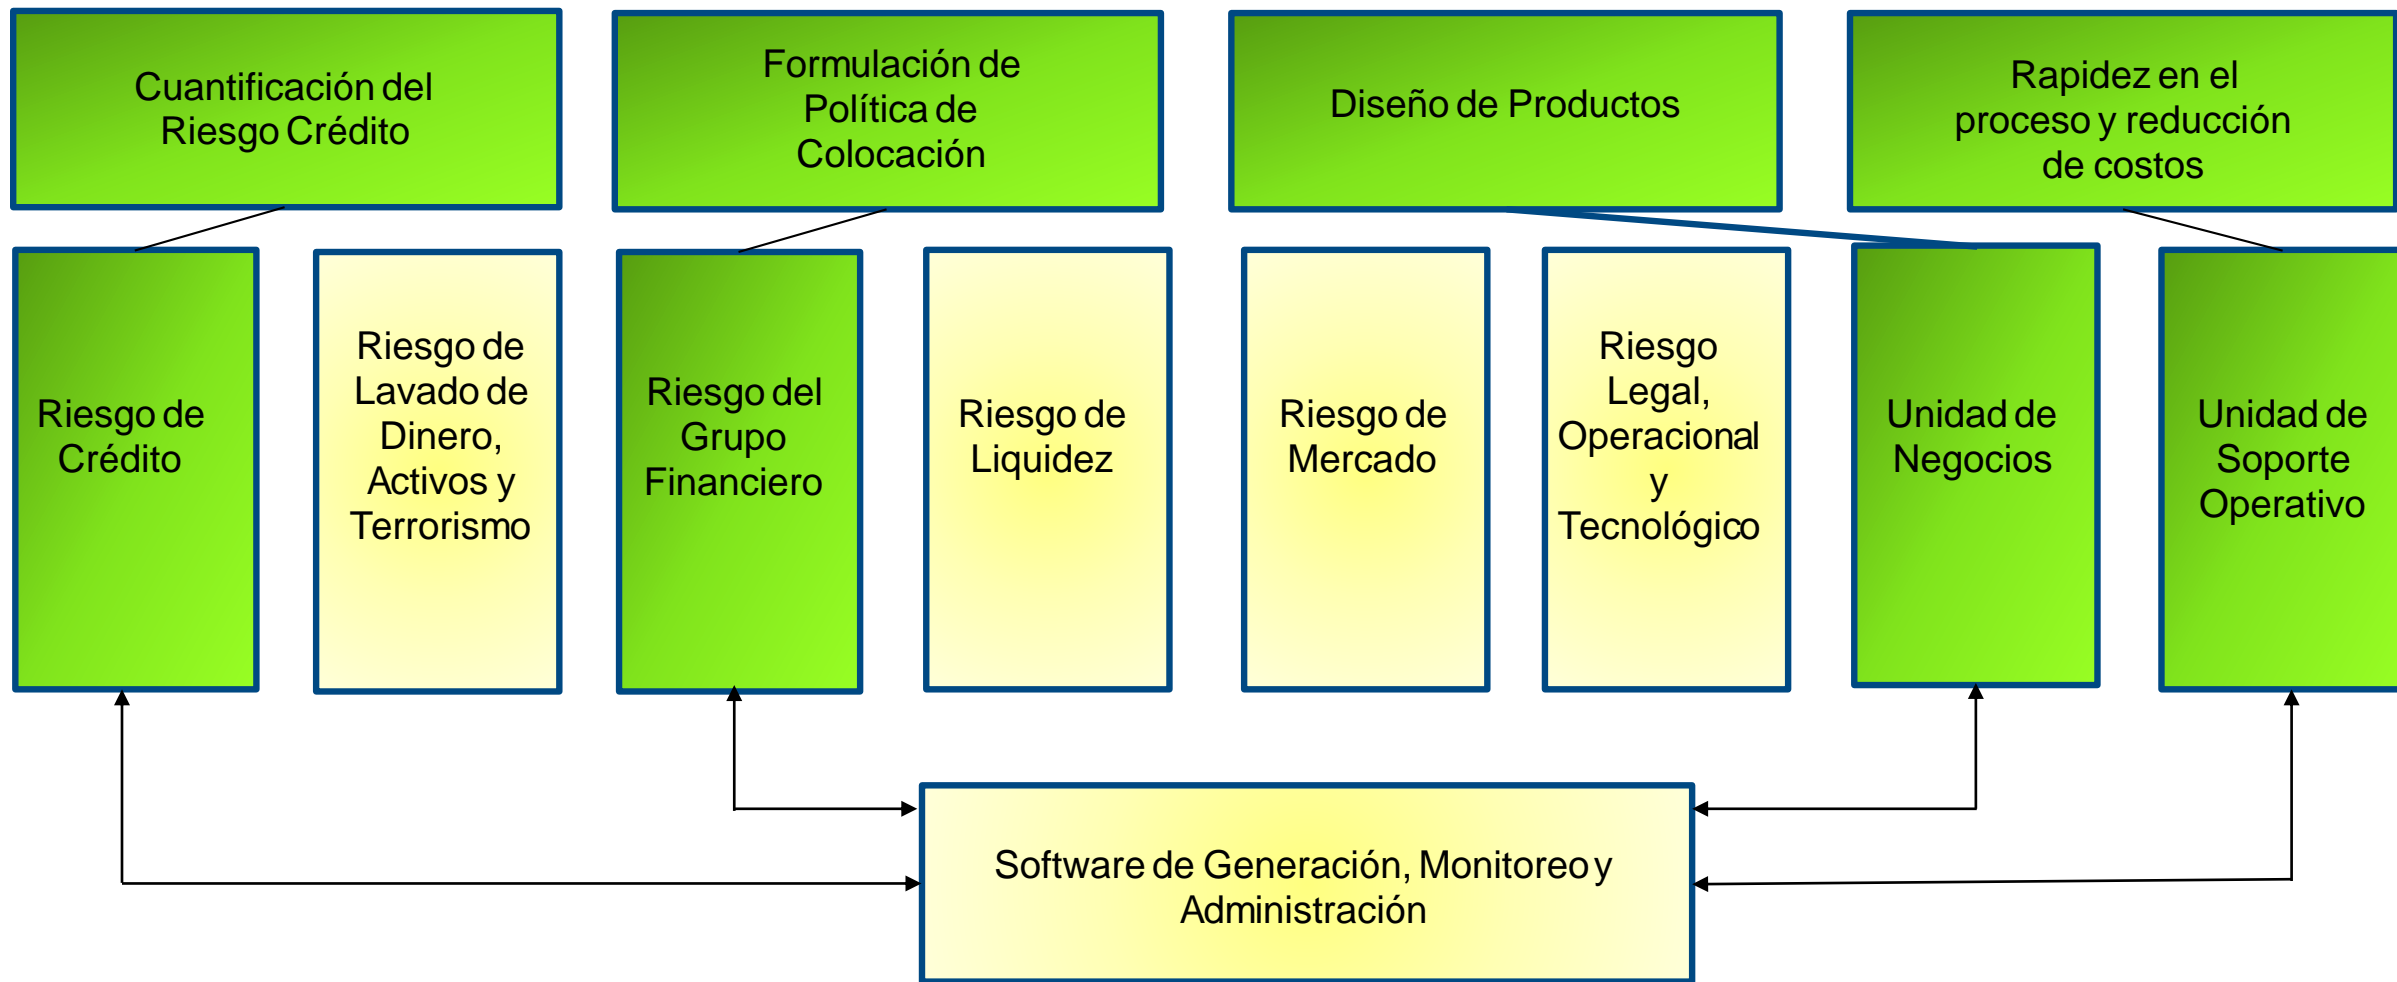 Cuantificación del
Riesgo Crédito
Formulación de
Política de
Colocación
Diseño de Productos
Rapidez en el
proceso y reducción
de costos
Riesgo de
Crédito
Riesgo de
Lavado de
Dinero,
Activos y
Terrorismo
Riesgo del
Grupo
Financiero
Riesgo de
Liquidez
Riesgo de
Mercado
Riesgo
Legal,
Operacional
y
Tecnológico
Unidad de
Negocios
Unidad de
Soporte
Operativo
Software de Generación, Monitoreo y
Administración